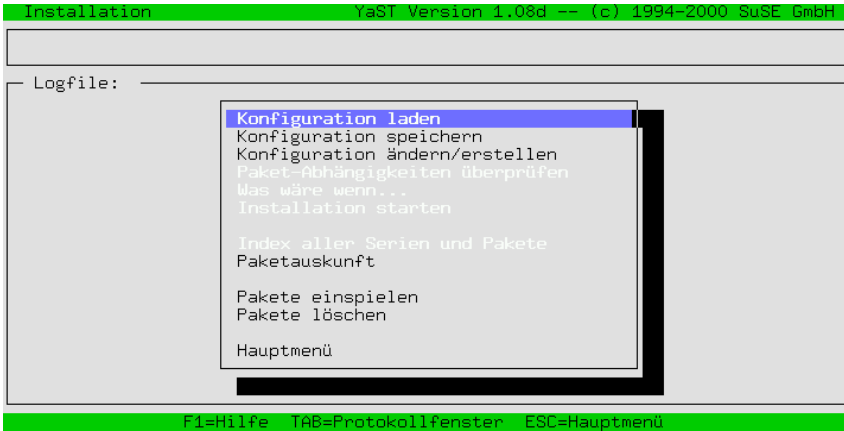 Installation YaST Version 1.08d -- (c) 1994-2000 SuSE GmbH
Logfile:
Konfiguration laden
Konfiguration speichern
Konfiguration ändern/erstellen
Paket-Abhängigkeiten überprüfen
Was wäre wenn...
Installation starten
Index aller Serien und Pakete
Paketauskunft
Pakete einspielen
Pakete löschen
Hauptmenü
F1=Hilfe TAB=Protokollfenster ESC=Hauptmenü